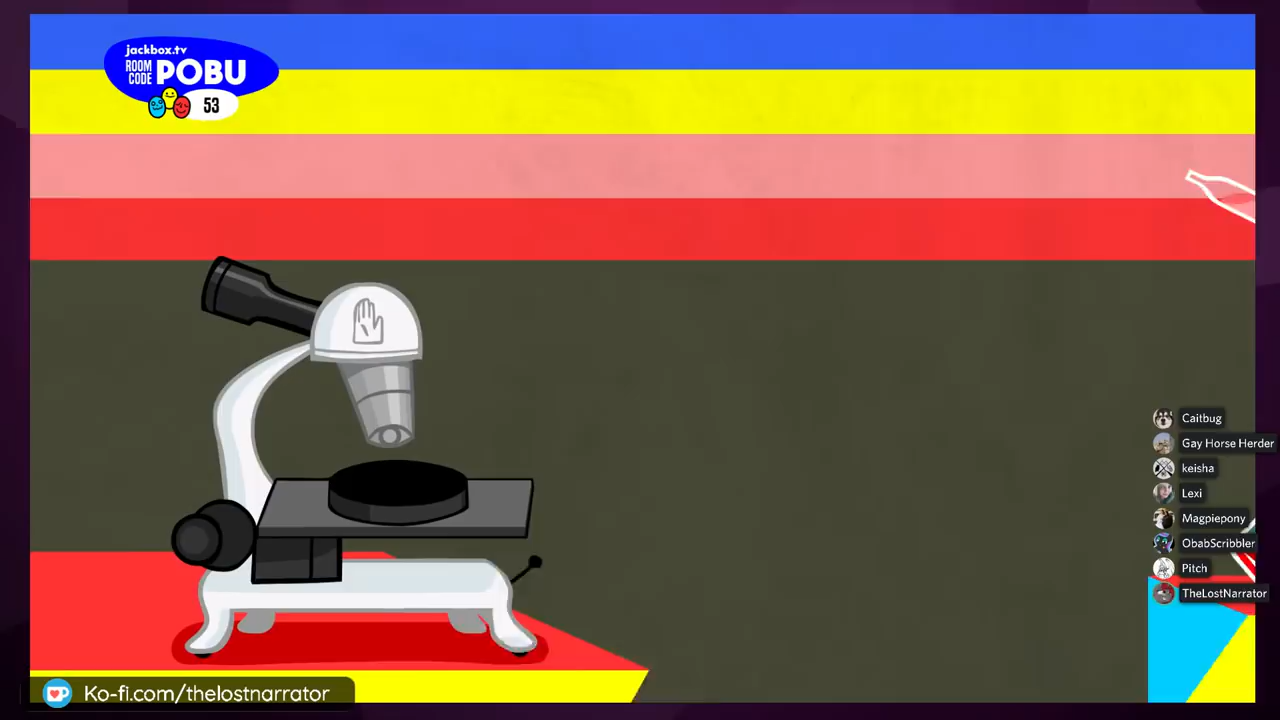 jackbox.tv
ROOM CODE POBU
53
Caitbug
Gay Horse Herder
keisha
Lexi
Magpiepony
ObabScribbler
Pitch
TheLostNarrator
Ko-fi.com/thelostnarrator